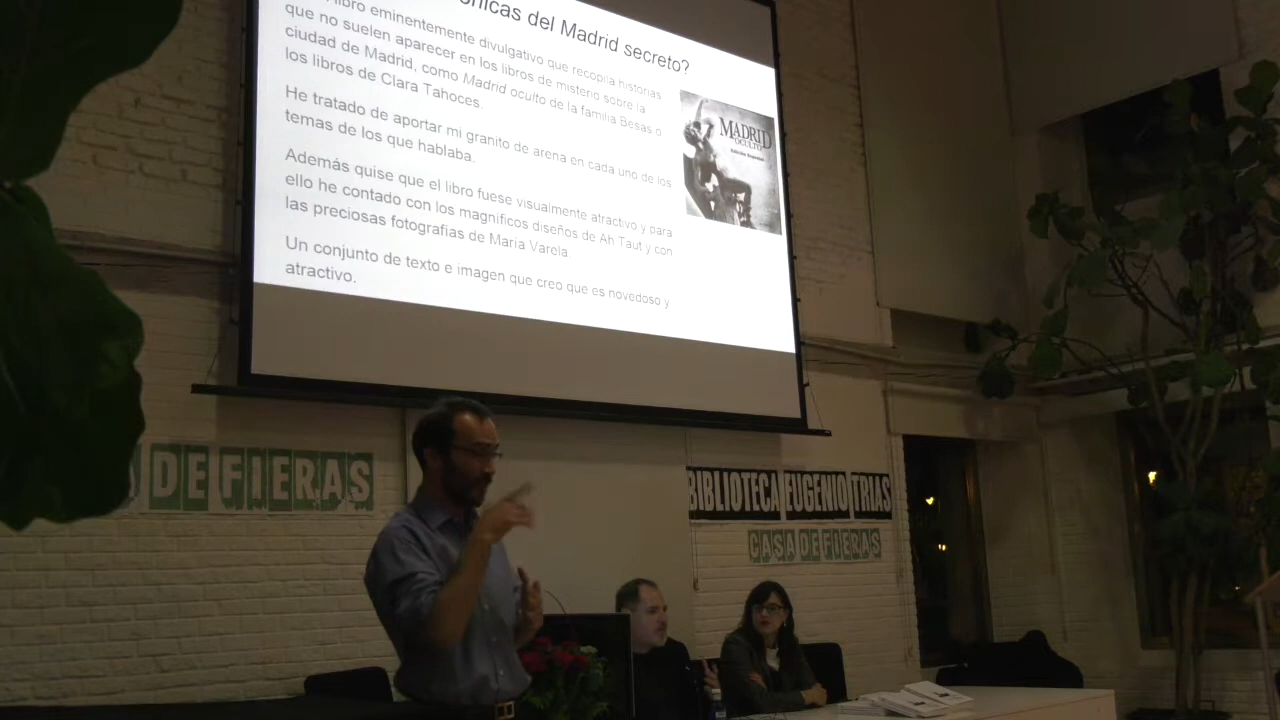 nicas del Madrid secreto?
libro eminentemente divulgativo que recopila historias
que no suelen aparecer en los libros de misterio sobre la
ciudad de Madrid, como Madrid oculto de la familia Besas o
los libros de Clara Tahoces.
He tratado de aportar mi granito de arena en cada uno de los
temas de los que hablaba.
Además quise que el libro fuese visualmente atractivo y para
ello he contado con los magníficos diseños de Ah Taut y con
las preciosas fotografías de María Varela.
Un conjunto de texto e imagen que creo que es novedoso y
atractivo.
MADRID
OCULTO
DE FIERAS
BIBLIOTECA EUGENIO TRIAS
CASA DE FIERAS